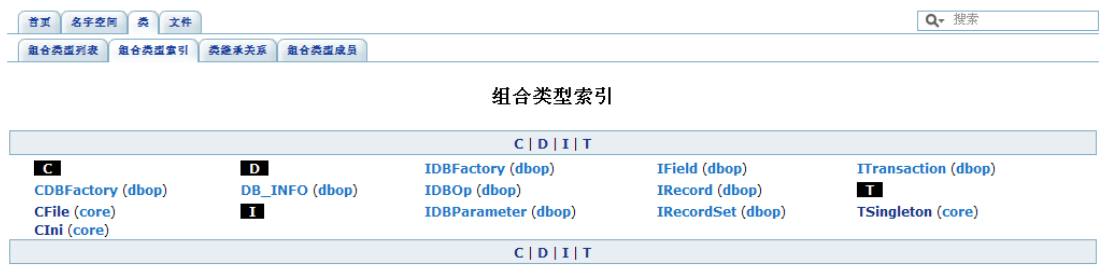 首页 名字空间 类 文件 搜索
组合类型列表 组合类型索引 类继承关系 组合类型成员
组合类型索引
C | D | I | T
C D IDBFactory (dbop) IField (dbop) ITransaction (dbop)
CDBFactory (dbop) DB_INFO (dbop) IDBOp (dbop) IRecord (dbop) T
CFile (core) I IDBParameter (dbop) IRecordSet (dbop) TSingleton (core)
CIni (core)
C | D | I | T